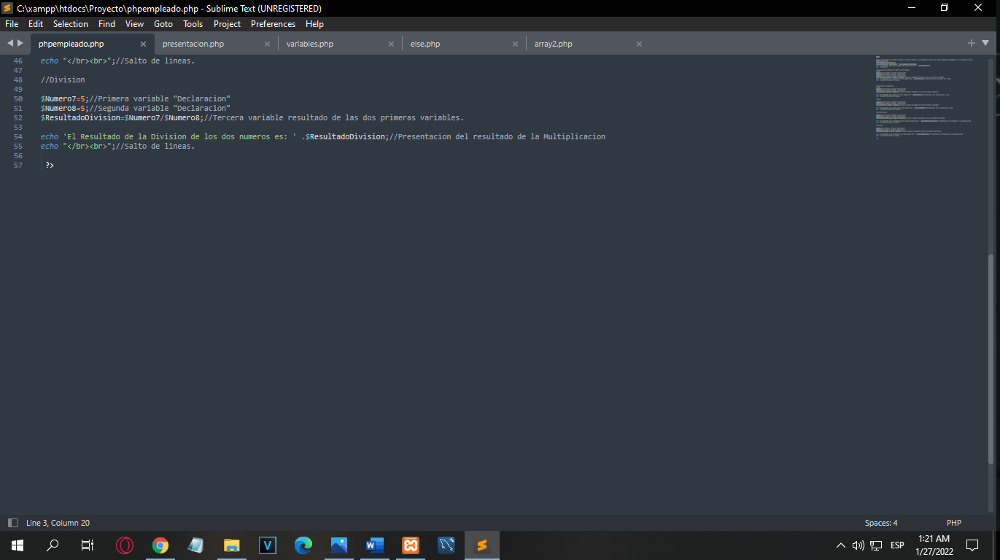 C:\xampp\htdocs\Proyecto\phpempleado.php - Sublime Text (UNREGISTERED)
File Edit Selection Find View Goto Tools Project Preferences Help
phpempleado.php × presentacion.php × variables.php × else.php × array2.php ×
46 echo "</br><br>";//Salto de lineas.
47
48 //Division
49
50 $Numero7=5;//Primera variable "Declaracion"
51 $Numero8=5;//Segunda variable "Declaracion"
52 $ResultadoDivision=$Numero7/$Numero8;//Tercera variable resultado de las dos primeras variables.
53
54 echo 'El Resultado de la Division de los dos numeros es: ' .$ResultadoDivision;//Presentacion del resultado de la Multiplicacion
55 echo "</br><br>";//Salto de lineas.
56
57 ?>
Line 3, Column 20 Spaces: 4 PHP
ESP 1:21 AM
1/27/2022